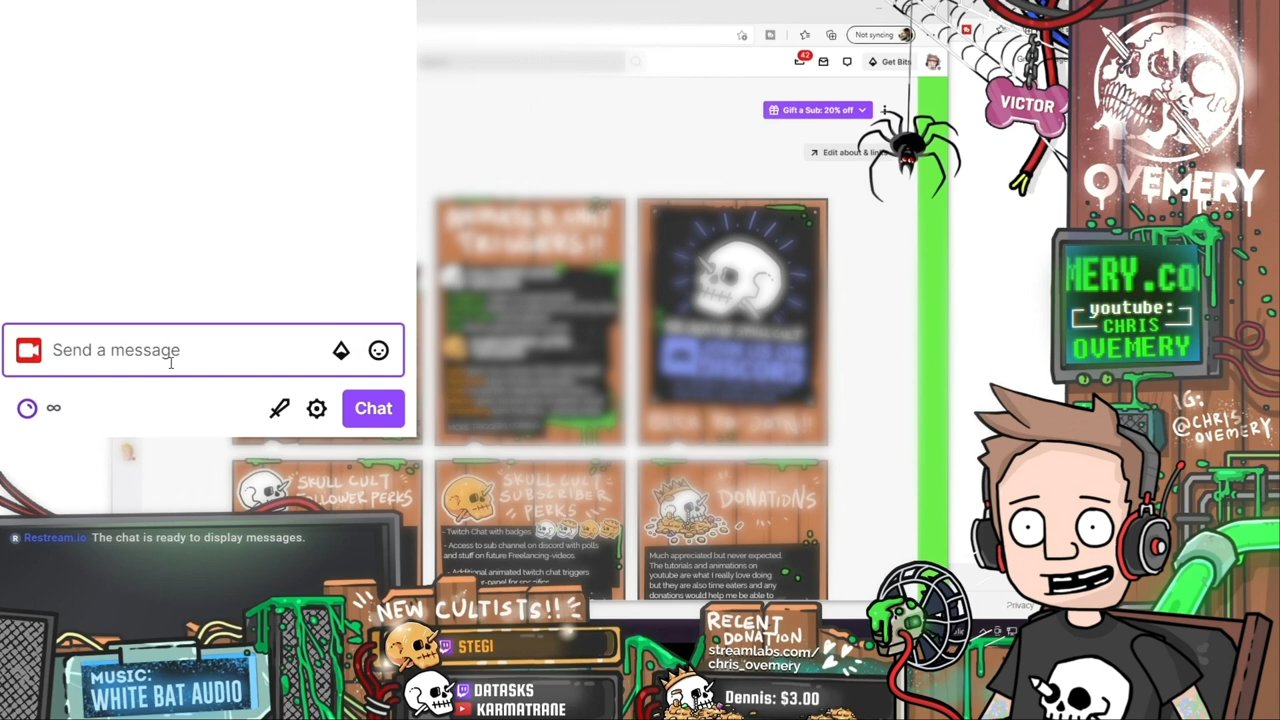 Not syncing
42
Get Bits
Gift a Sub: 20% off
Edit about & links
VICTOR
OVEMERY
MERY.CO
youtube:
CHRIS
OVEMERY
IG:
@CHRIS_
OVEMERY
Send a message
Chat
SKULL CULT
FOLLOWER PERKS
SKULL CULT
SUBSCRIBER
PERKS
- Twitch Chat with badges
- Access to sub channel on discord with polls
and stuff on future Freelancing-videos.
- Additional animated twitch chat triggers
DONATIONS
Much appreciated but never expected.
The tutorials and animations on
youtube are what I really love doing
but they are also time eaters and any
donations would help me be able to
Privacy
Restream.io The chat is ready to display messages.
NEW CULTISTS!!
STEGI
DATASKS
KARMATRANE
RECENT
DONATION
streamlabs.com/
chris_ovemery
Dennis: $3.00
MUSIC:
WHITE BAT AUDIO